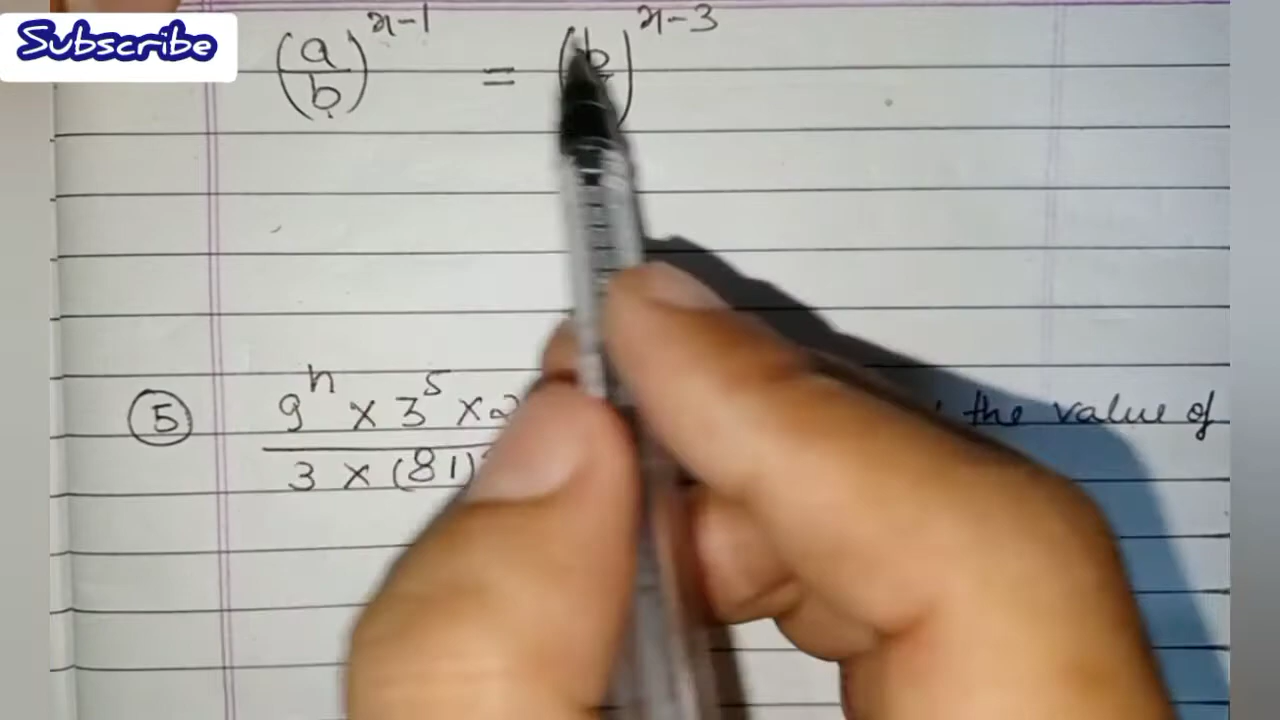 Subscribe
(a/b)^x-1 = (b/)^x-3
5 9^n x 3^5 x 2 the value of
3 x (81)